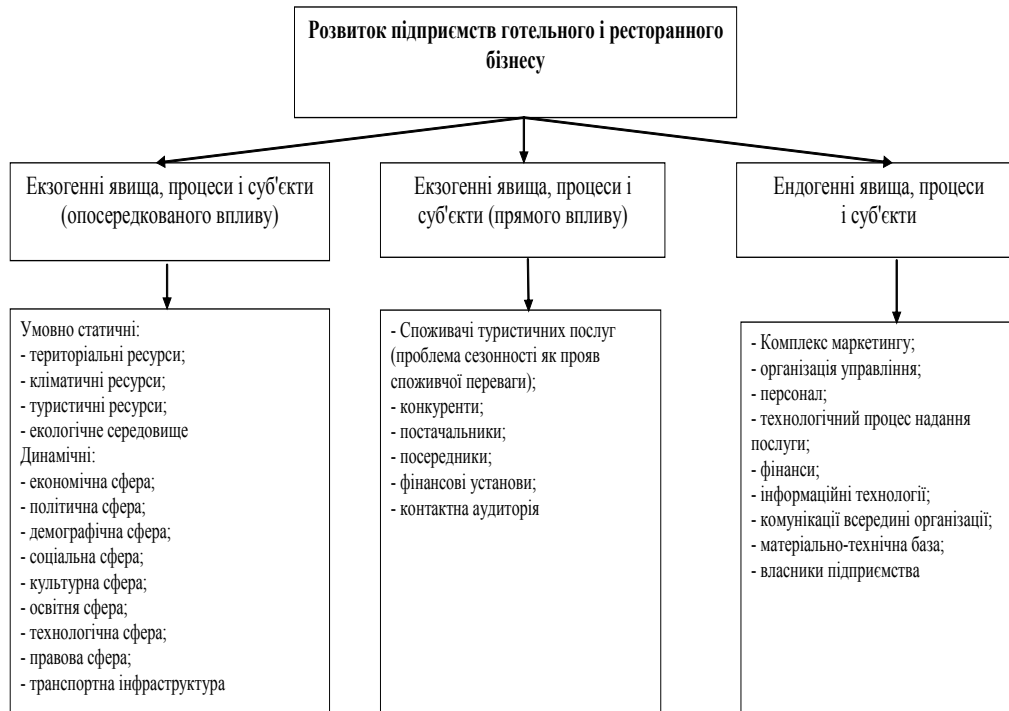 Розвиток підприємств готельного і ресторанного
бізнесу
Екзогенні явища, процеси і суб'єкти
(опосередкованого впливу)
Екзогенні явища, процеси і
суб'єкти (прямого впливу)
Ендогенні явища, процеси
і суб'єкти
Умовно статичні:
- територіальні ресурси;
- кліматичні ресурси;
- туристичні ресурси;
- екологічне середовище
Динамічні:
- економічна сфера;
- політична сфера;
- демографічна сфера;
- соціальна сфера;
- культурна сфера;
- освітня сфера;
- технологічна сфера;
- правова сфера;
- транспортна інфраструктура
- Споживачі туристичних послуг
(проблема сезонності як прояв
споживчої переваги);
- конкуренти;
- постачальники;
- посередники;
- фінансові установи;
- контактна аудиторія
- Комплекс маркетингу;
- організація управління;
- персонал;
- технологічний процес надання
послуги;
- фінанси;
- інформаційні технології;
- комунікації всередині організації;
- матеріально-технічна база;
- власники підприємства